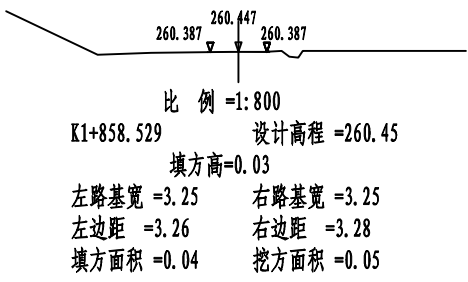 260.447
260.387 260.387
比 例 =1:800
K1+858.529 设计高程 =260.45
填方高=0.03
左路基宽 =3.25 右路基宽 =3.25
左边距 =3.26 右边距 =3.28
填方面积 =0.04 挖方面积 =0.05